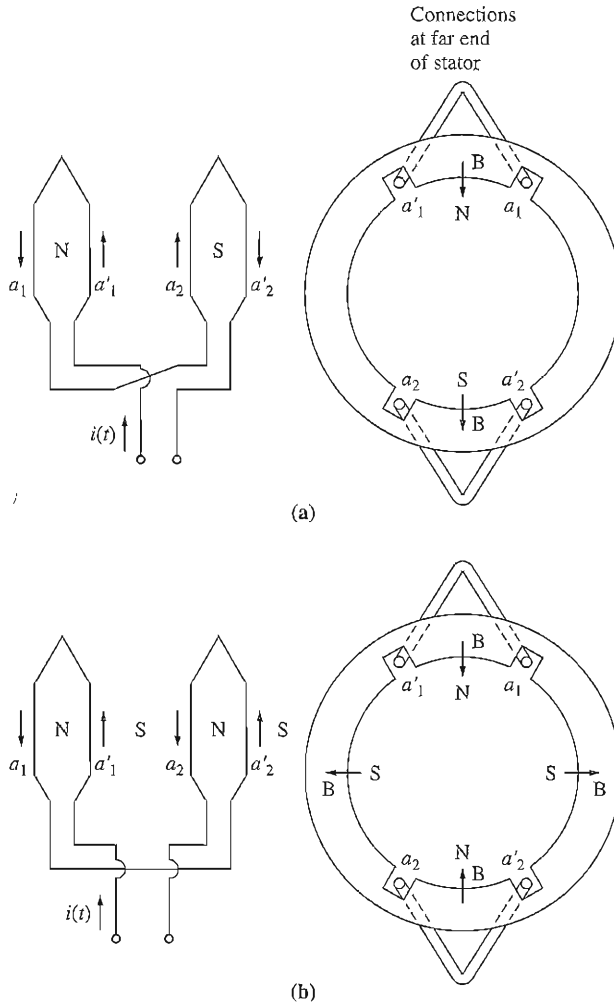 Connections
at far end
of stator
B
a'1
N
a1
N
S
a1
a'1
a2
a'2
a2
S
a'2
B
i(t)
(a)
B
a'1
N
a1
N
S
N
S
a1
a'1
a2
a'2
B
S
S
B
a2
N
B
a'2
i(t)
(b)